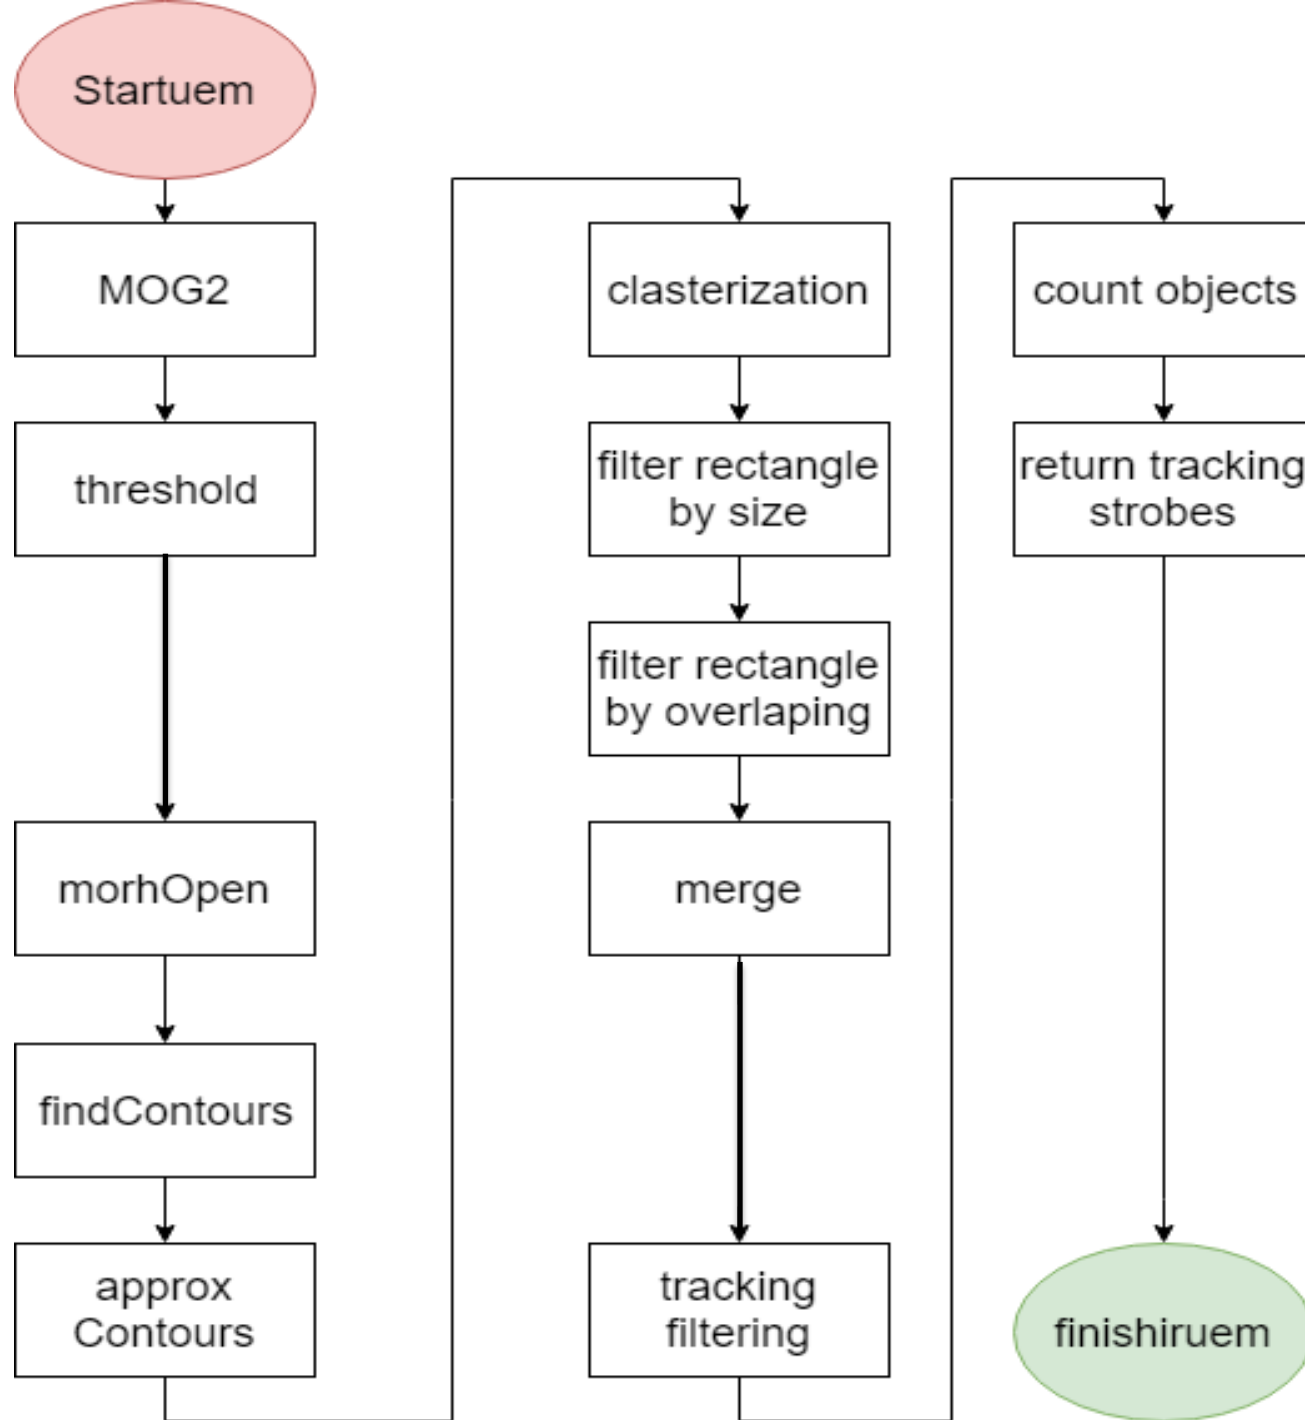 Startuem
MOG2
threshold
morhOpen
findContours
approx
Contours
clasterization
filter rectangle
by size
filter rectangle
by overlaping
merge
tracking
filtering
count objects
return tracking
strobes
finishiruem